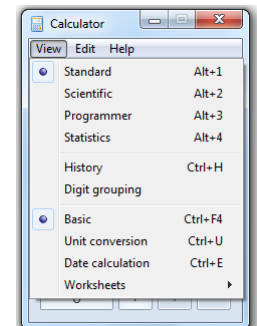 Calculator
View Edit Help
Standard Alt+1
Scientific Alt+2
Programmer Alt+3
Statistics Alt+4
History Ctrl+H
Digit grouping
Basic Ctrl+F4
Unit conversion Ctrl+U
Date calculation Ctrl+E
Worksheets